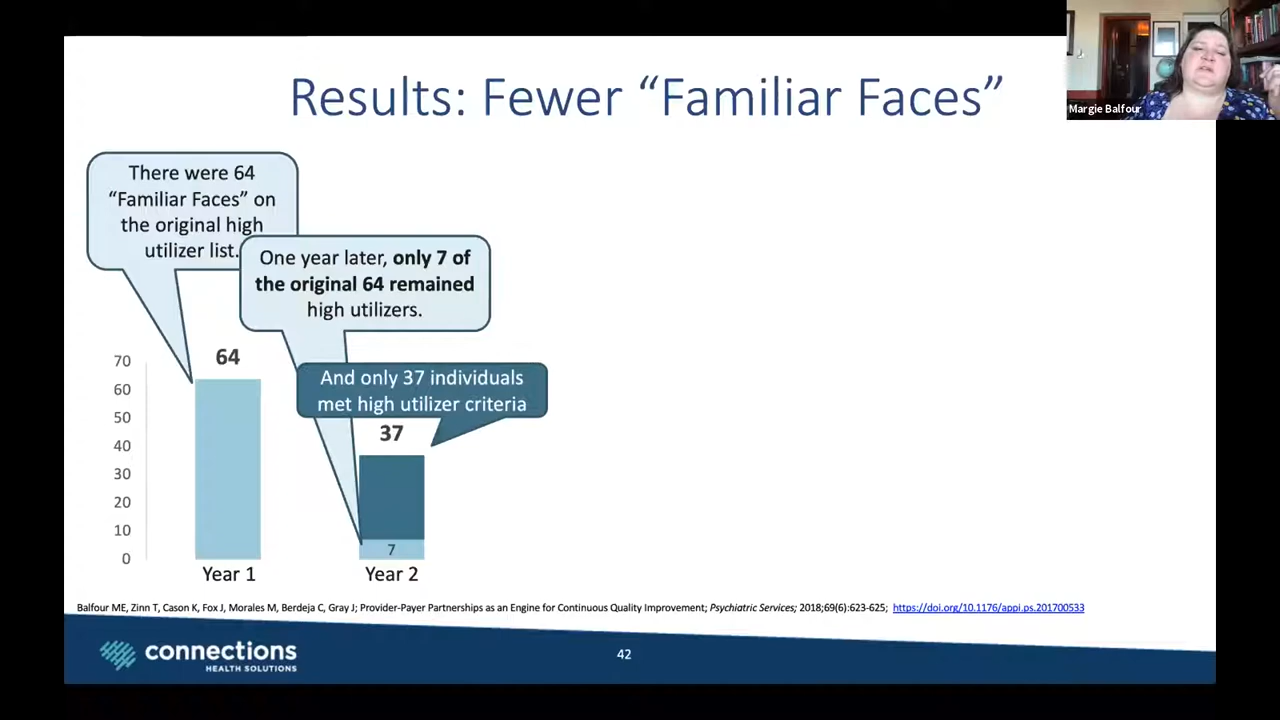 Margie Balfour
Results: Fewer “Familiar Faces”
There were 64
“Familiar Faces” on
the original high
utilizer list.
One year later, only 7 of
the original 64 remained
high utilizers.
And only 37 individuals
met high utilizer criteria
70
60
50
40
30
20
10
0
64
37
7
Year 1
Year 2
Balfour ME, Zinn T, Cason K, Fox J, Morales M, Berdeja C, Gray J; Provider-Payer Partnerships as an Engine for Continuous Quality Improvement; Psychiatric Services; 2018;69(6):623-625; https://doi.org/10.1176/appi.ps.201700533
connections
HEALTH SOLUTIONS
42